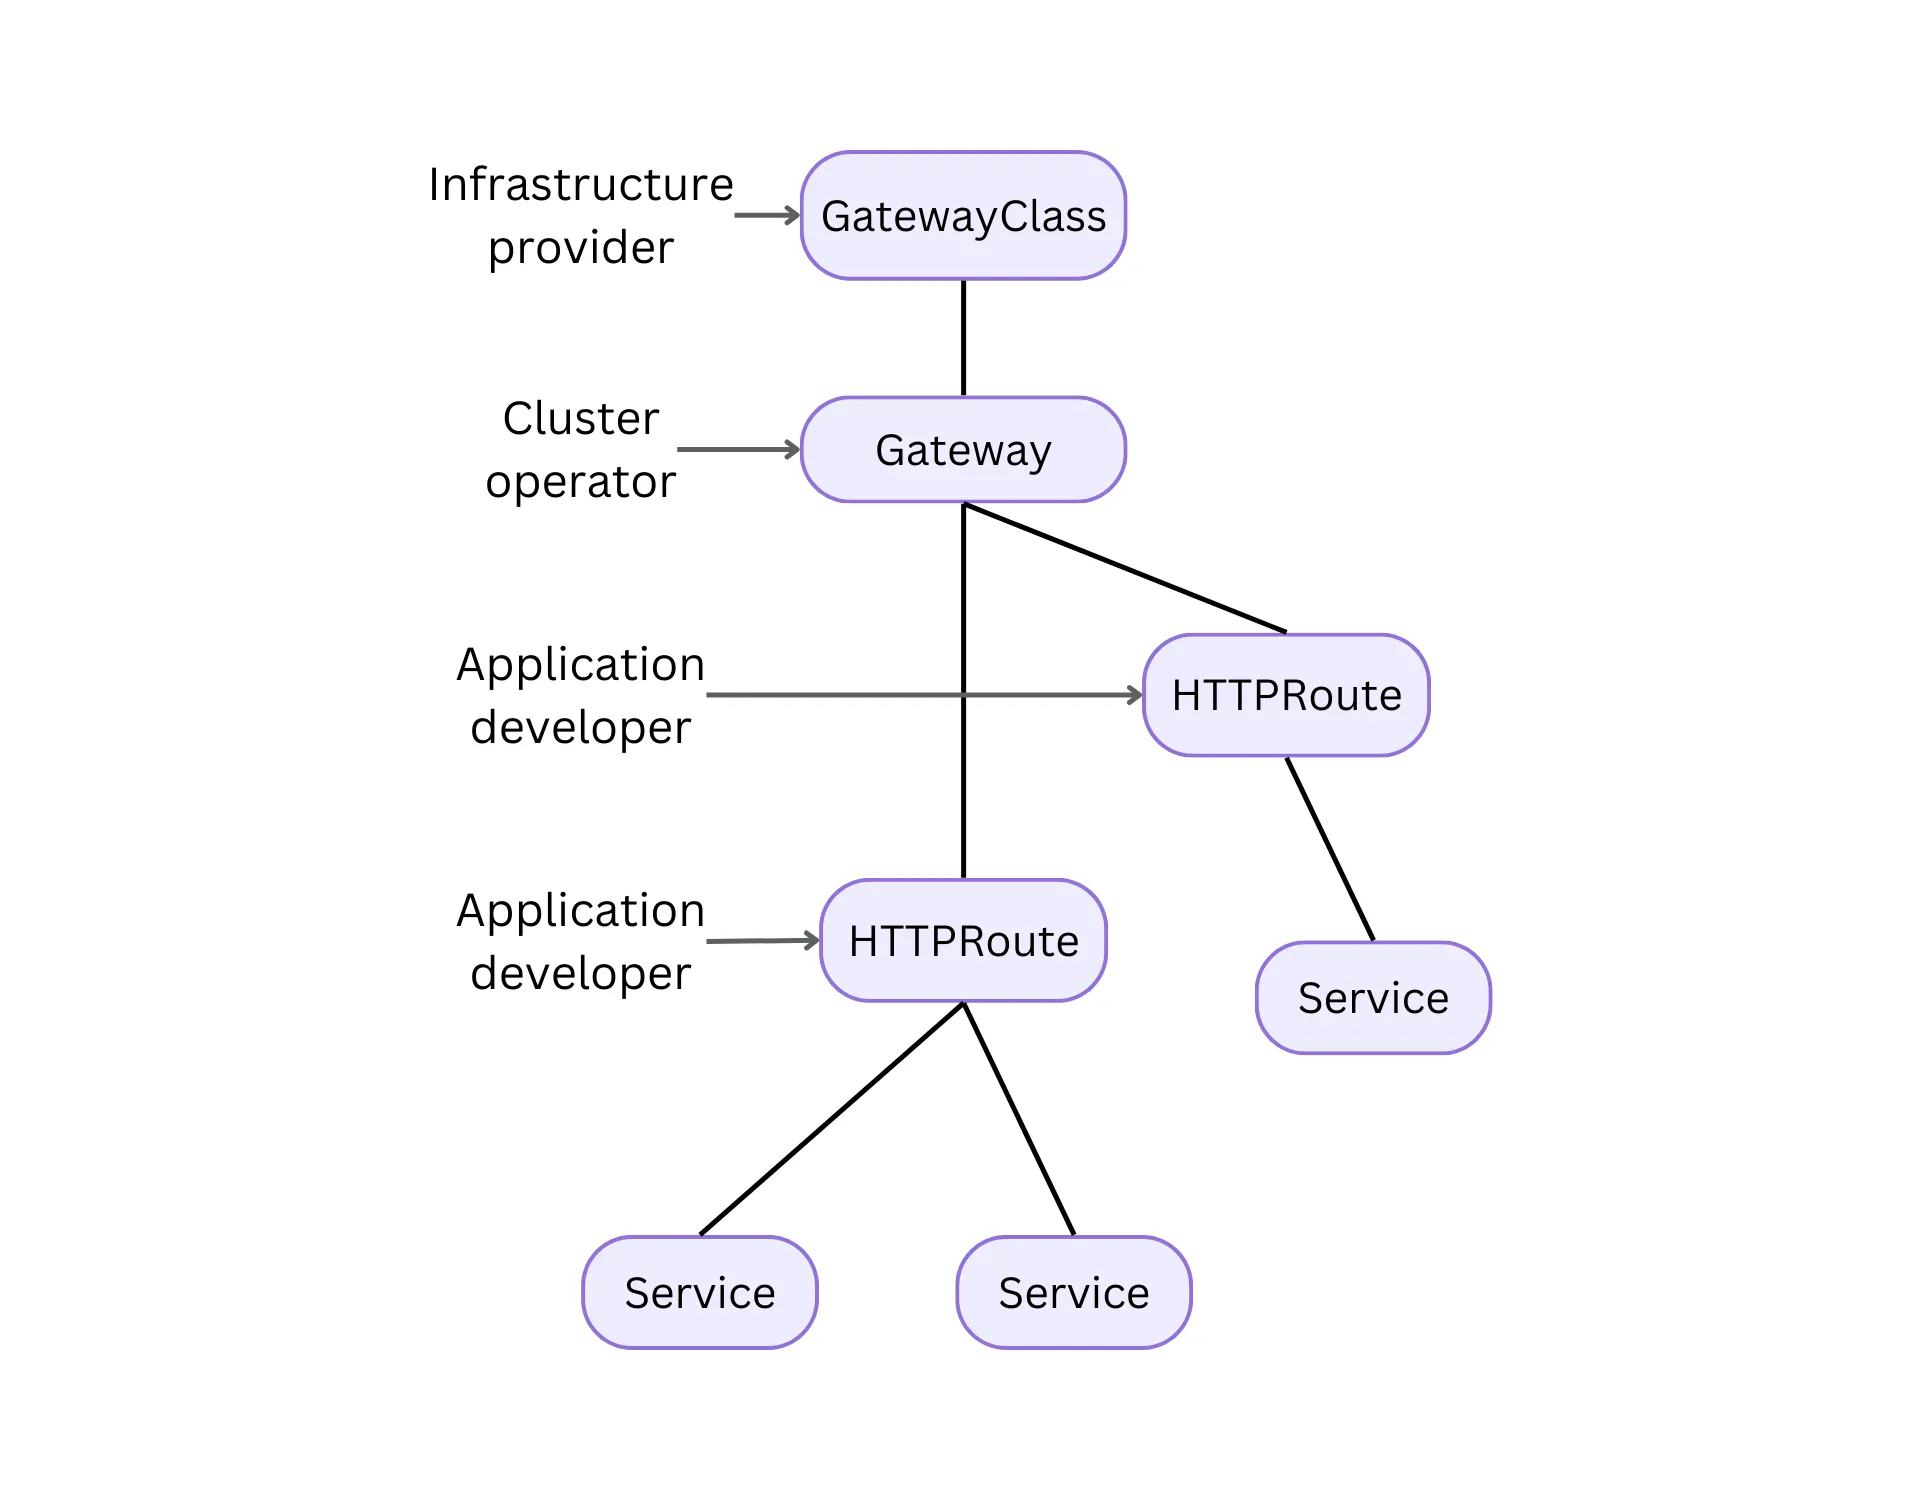 Infrastructure
provider
GatewayClass
Cluster
operator
Gateway
Application
developer
HTTPRoute
Application
developer
HTTPRoute
Service
Service
Service